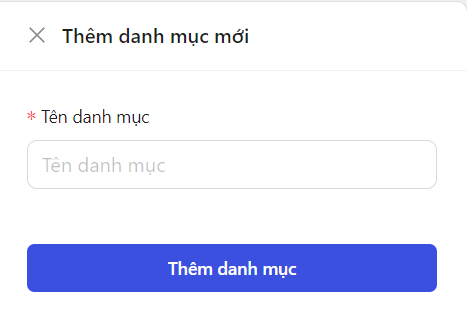 Thêm danh mục mới
* Tên danh mục
Tên danh mục
Thêm danh mục